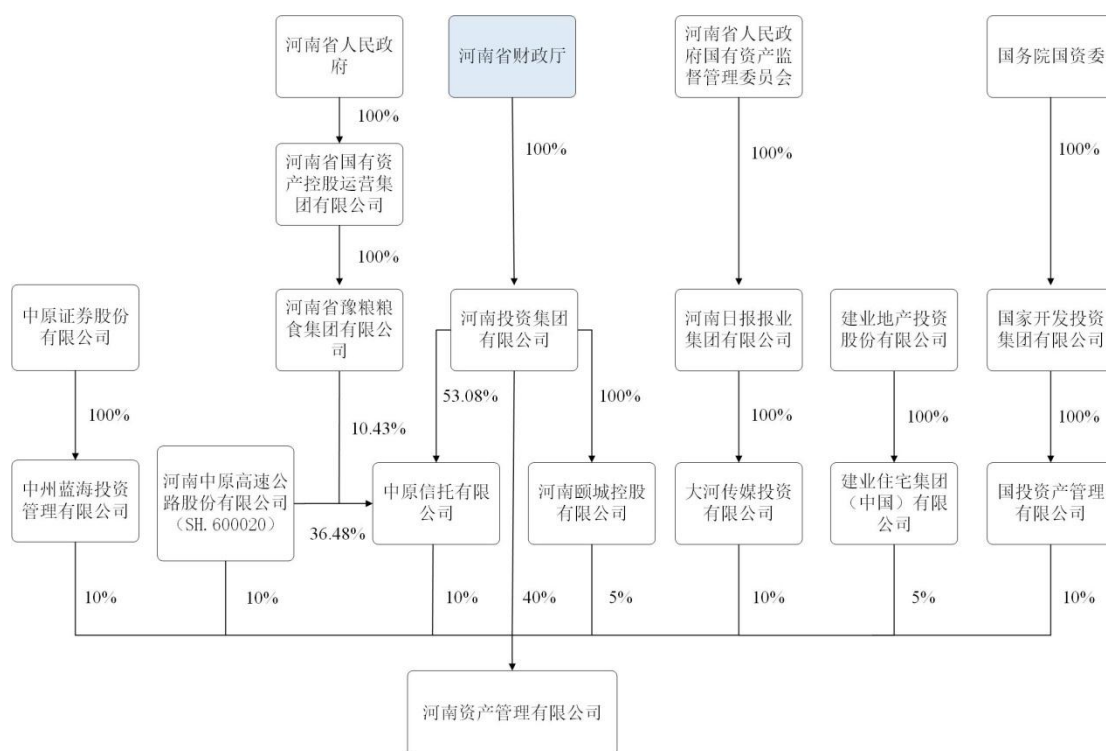 河南省人民政
府
河南省财政厅
河南省人民政
府国有资产监
督管理委员会
国务院国资委
100%
100%
100%
100%
河南省国有资
产控股运营集
团有限公司
100%
中原证券股份
有限公司
河南省豫粮粮
食集团有限公
司
河南投资集团
有限公司
河南日报报业
集团有限公司
建业地产投资
股份有限公司
国家开发投资
集团有限公司
100%
10.43%
53.08%
100%
100%
100%
100%
中州蓝海投资
管理有限公司
河南中原高速公
路股份有限公司
（SH.600020）
36.48%
中原信托有限
公司
河南颐城控股
有限公司
大河传媒投资
有限公司
建业住宅集团
（中国）有限
公司
国投资产管理
有限公司
10%
10%
10%
40%
5%
10%
5%
10%
河南资产管理有限公司